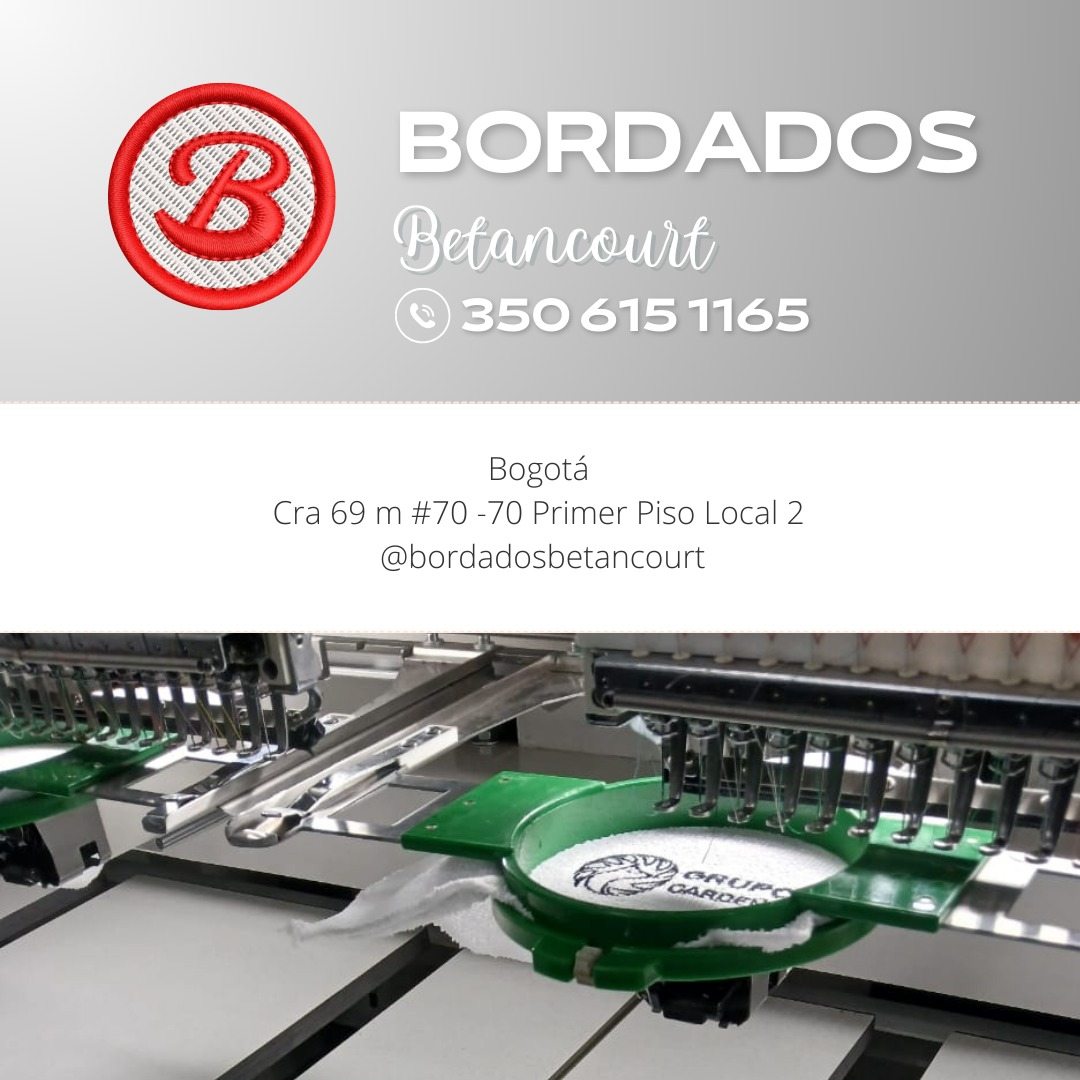 B
BORDADOS
Betancourt
350 615 1165
Bogotá
Cra 69 m #70 -70 Primer Piso Local 2
@bordadosbetancourt
GRUPO